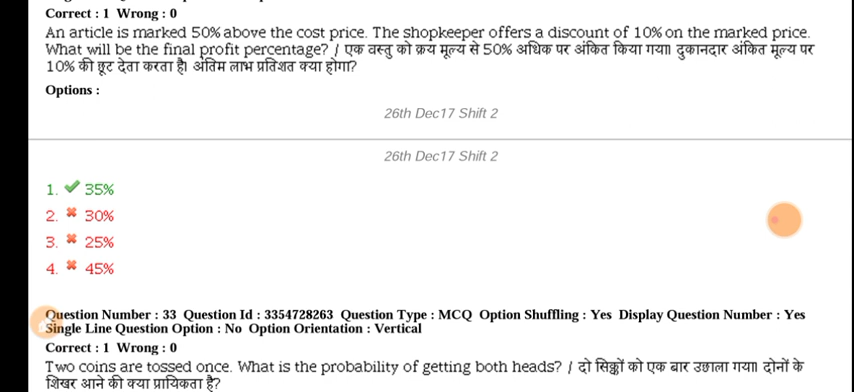 Correct : 1 Wrong : 0
An article is marked 50% above the cost price. The shopkeeper offers a discount of 10% on the marked price.
What will be the final profit percentage? / एक वस्तु को क्रय मूल्य से 50% अधिक पर अंकित किया गया। दुकानदार अंकित मूल्य पर
10% की छूट देता करता है। अंतिम लाभ प्रतिशत क्या होगा?
Options :
26th Dec17 Shift 2
26th Dec17 Shift 2
1. 35%
2. 30%
3. 25%
4. 45%
Question Number : 33 Question Id : 3354728263 Question Type : MCQ Option Shuffling : Yes Display Question Number : Yes
Single Line Question Option : No Option Orientation : Vertical
Correct : 1 Wrong : 0
Two coins are tossed once. What is the probability of getting both heads? / दो सिक्कों को एक बार उछाला गया। दोनों के
शिखर आने की क्या प्रायिकता है?